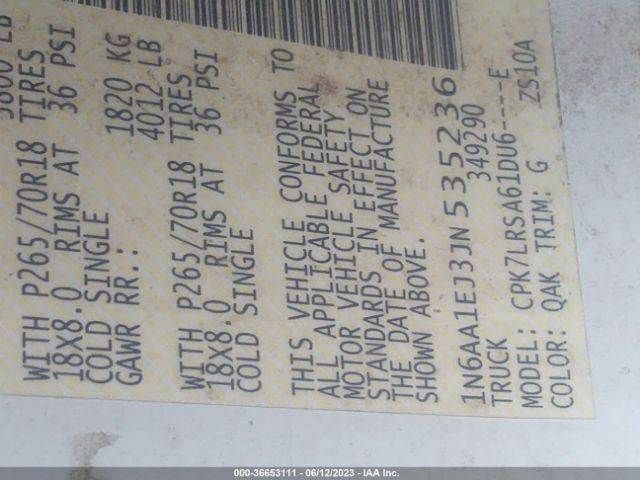 WITH P265/70R18 TIRES
18X8.0 RIMS AT 36 PSI
COLD SINGLE
GAWR RR.: 1820 KG
4012 LB
WITH P265/70R18 TIRES
18X8.0 RIMS AT 36 PSI
COLD SINGLE
THIS VEHICLE CONFORMS TO
ALL APPLICABLE FEDERAL
MOTOR VEHICLE SAFETY
STANDARDS IN EFFECT ON
THE DATE OF MANUFACTURE
SHOWN ABOVE.
1N6AA1EJ3JN535236
TRUCK 349290
MODEL: CPK7LRSA61DU6----E
COLOR: QAK TRIM: G ZS10A
000-36653111 - 06/12/2023 - IAA Inc.